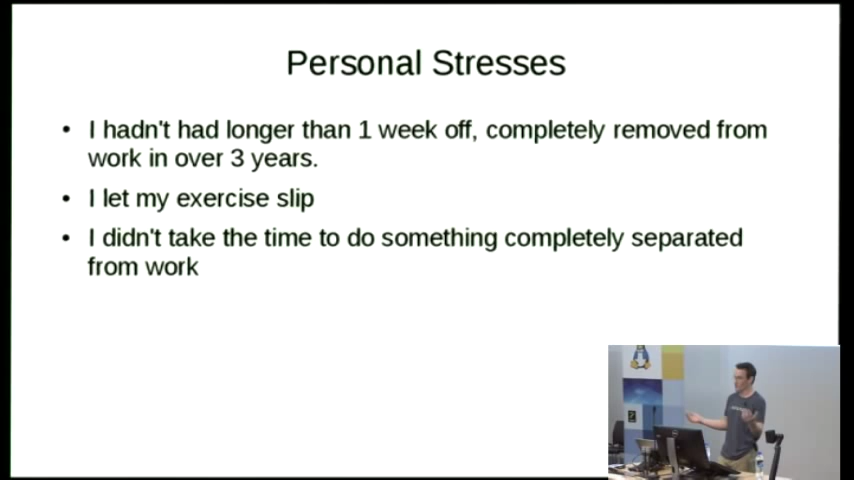 Personal Stresses
• I hadn't had longer than 1 week off, completely removed from
work in over 3 years.
• I let my exercise slip
• I didn't take the time to do something completely separated
from work